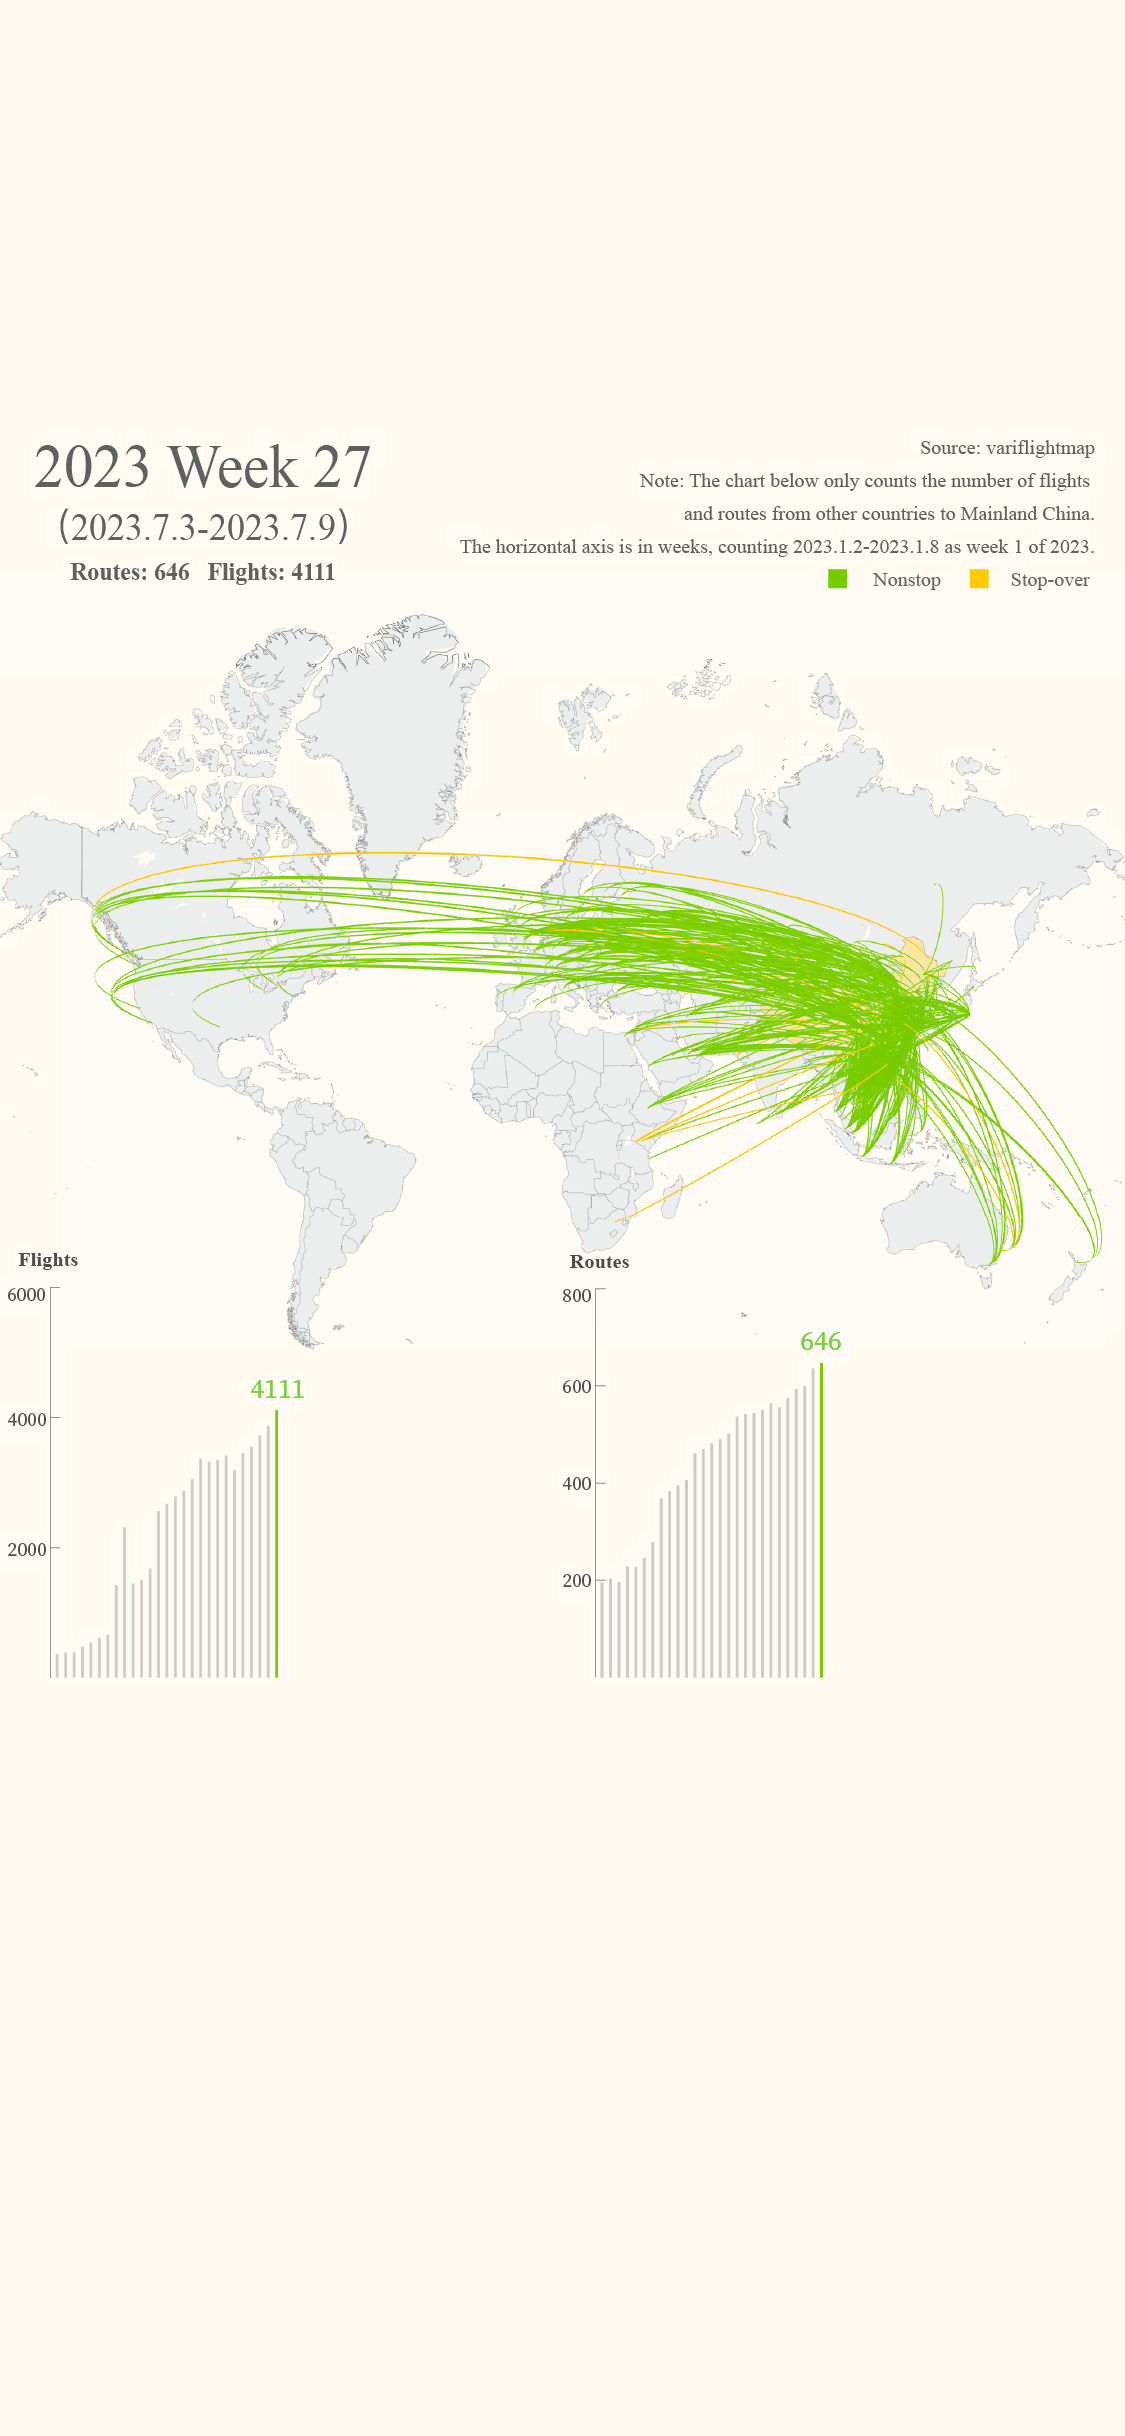 2023 Week 27
(2023.7.3-2023.7.9)
Routes: 646 Flights: 4111
Source: variflightmap
Note: The chart below only counts the number of flights
and routes from other countries to Mainland China.
The horizontal axis is in weeks, counting 2023.1.2-2023.1.8 as week 1 of 2023.
Nonstop Stop-over
Flights
6000
4111
4000
2000
Routes
800
646
600
400
200